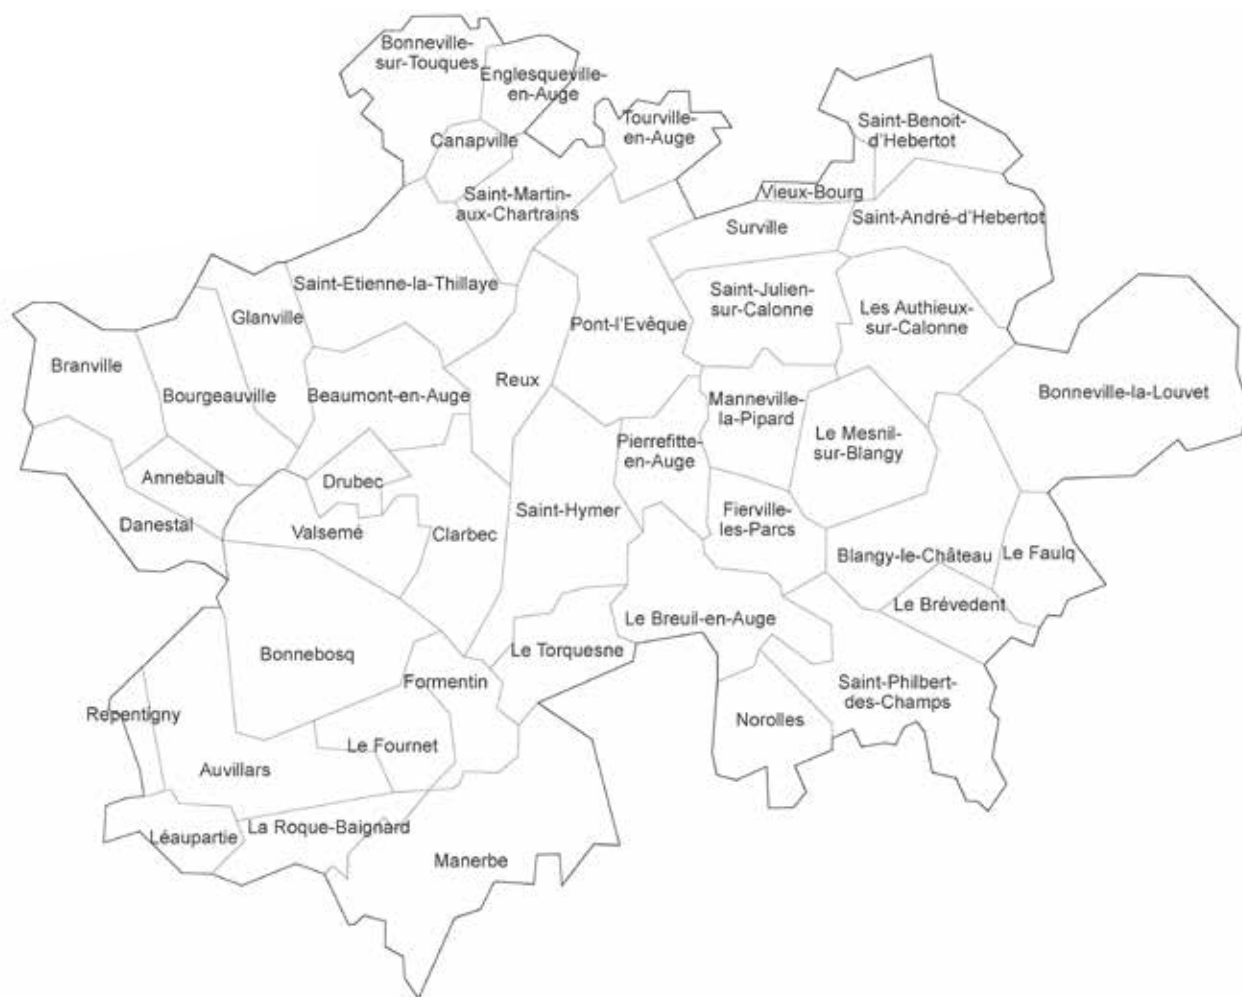 Bonneville-
sur-Touques
Englesqueville-
en-Auge
Tourville-
en-Auge
Saint-Benoit-
d'Hebertot
Canapville
Saint-Martin-
aux-Chartrains
Vieux-Bourg
Surville
Saint-André-d'Hebertot
Saint-Etienne-la-Thillaye
Saint-Julien-
sur-Calonne
Les Authieux-
sur-Calonne
Glanville
Pont-l'Evêque
Branville
Bourgeauville
Beaumont-en-Auge
Reux
Manneville-
la-Pipard
Bonneville-la-Louvet
Pierrefitte-
en-Auge
Le Mesnil-
sur-Blangy
Annebault
Drubec
Danestal
Valsemé
Clarbec
Saint-Hymer
Fierville-
les-Parcs
Blangy-le-Château
Le Faulq
Le Brévedent
Le Breuil-en-Auge
Bonnebosq
Le Torquesne
Formentin
Saint-Philbert-
des-Champs
Repentigny
Norolles
Le Fournet
Auvillars
La Roque-Baignard
Léaupartie
Manerbe